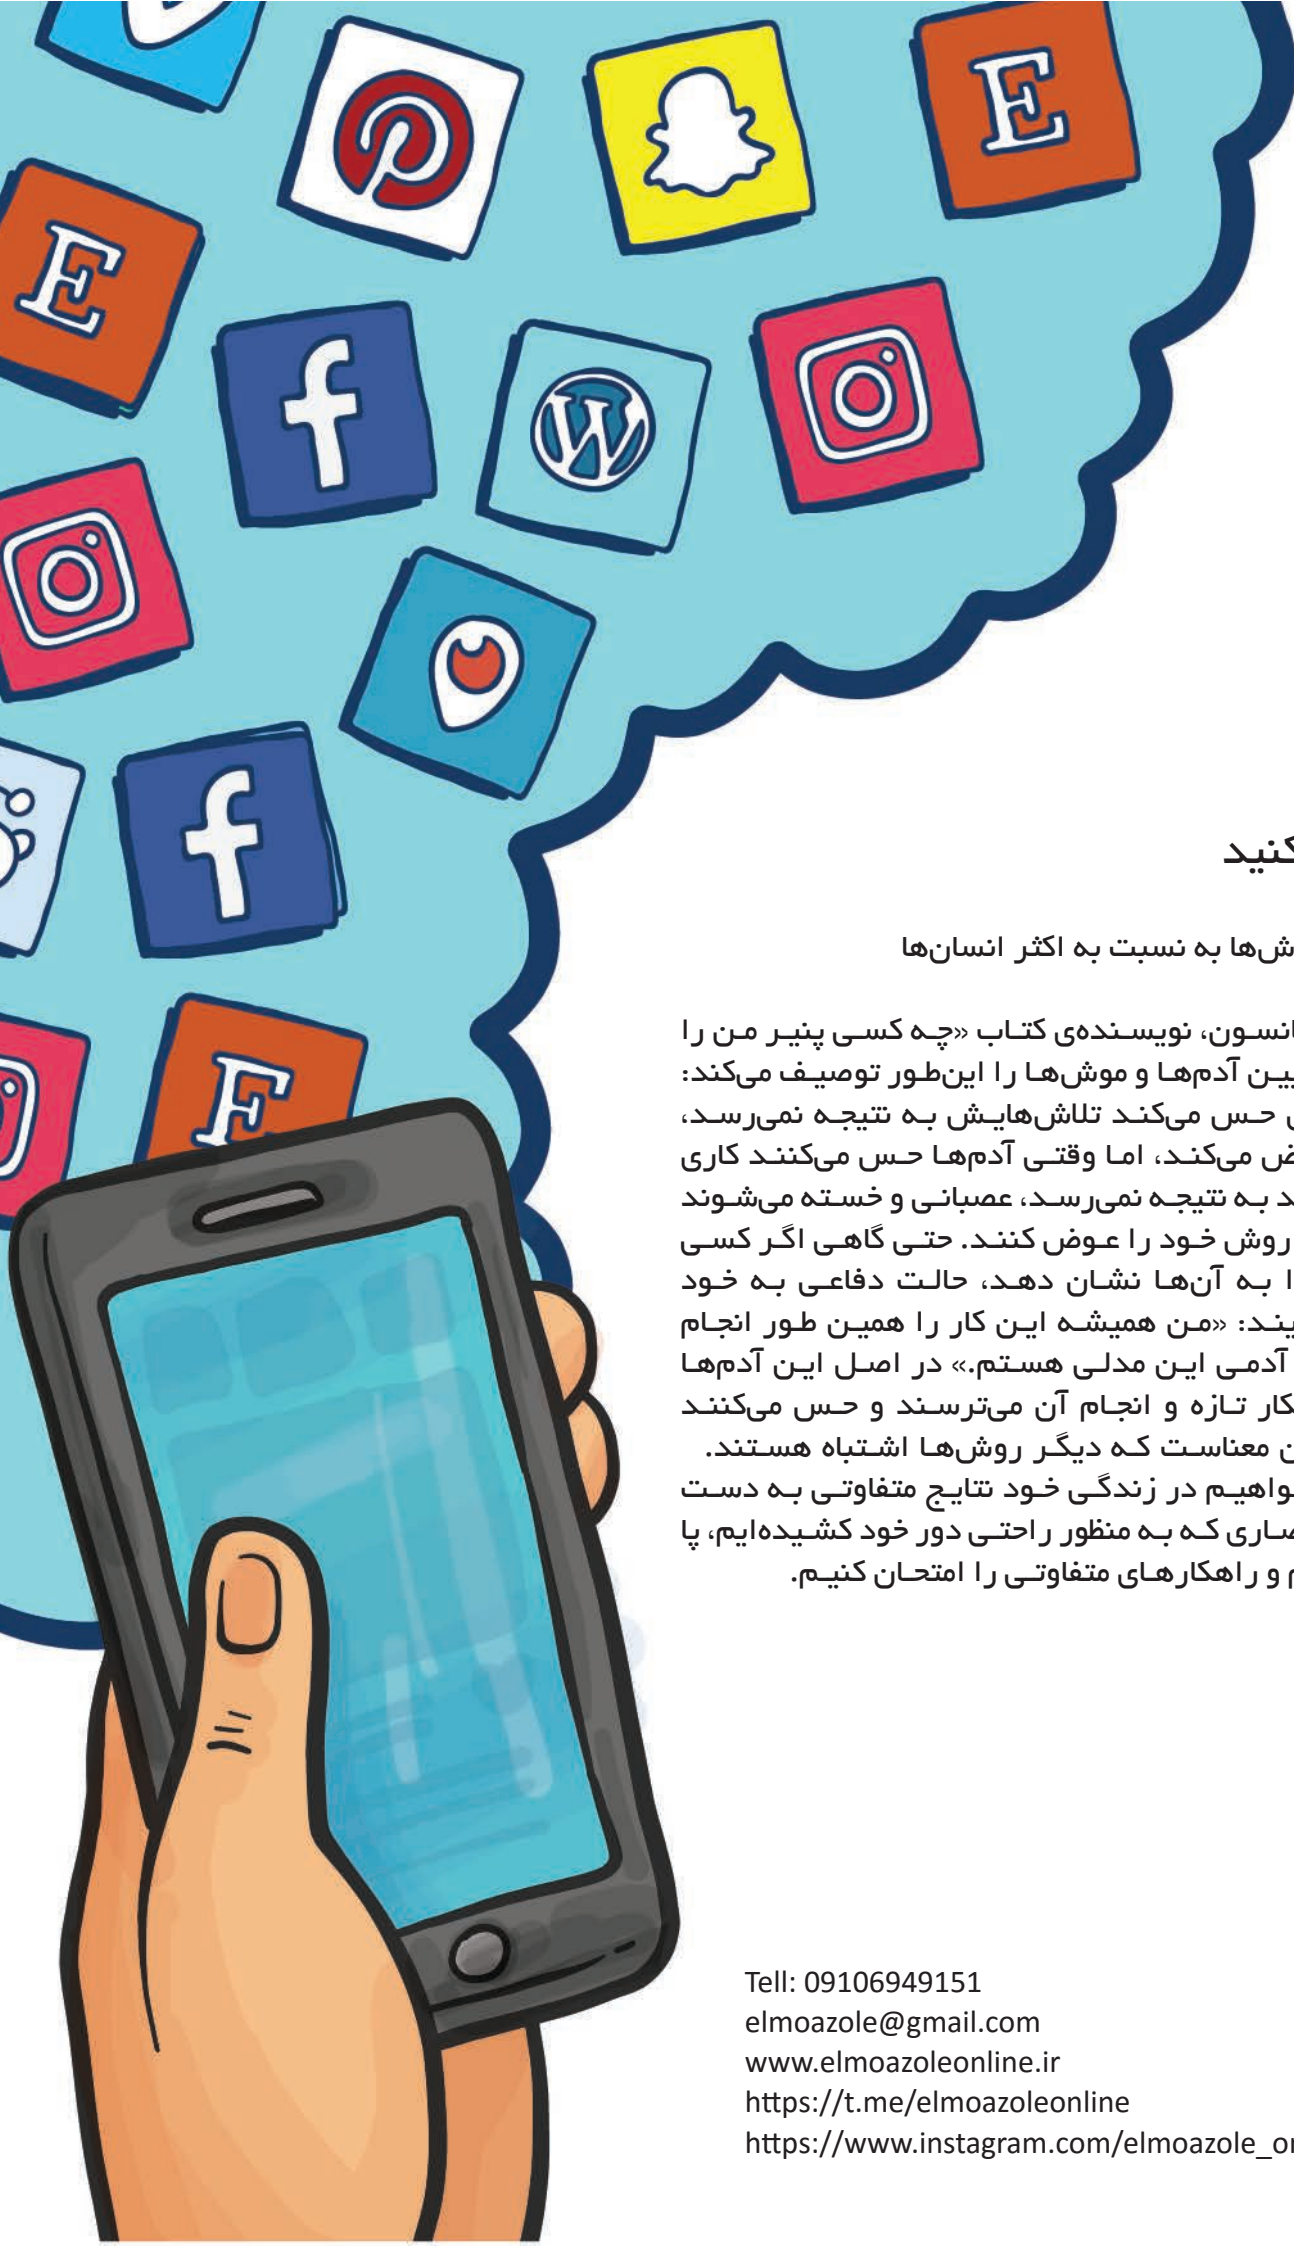 E
E
f
W
f
E
کنید
ش‌ها به نسبت به اکثر انسان‌ها
انسون، نویسنده‌ی کتاب «چه کسی پنیر من را
بین آدم‌ها و موش‌ها را این‌طور توصیف می‌کند:
حس می‌کند تلاش‌هایش به نتیجه نمی‌رسد،
ض می‌کند، اما وقتی آدم‌ها حس می‌کنند کاری
د به نتیجه نمی‌رسد، عصبانی و خسته می‌شوند
روش خود را عوض کنند. حتی گاهی اگر کسی
ا به آن‌ها نشان دهد، حالت دفاعی به خود
یند: «من همیشه این کار را همین طور انجام
آدمی این مدلی هستم.» در اصل این آدم‌ها
کار تازه و انجام آن می‌ترسند و حس می‌کنند
ن معناست که دیگر روش‌ها اشتباه هستند.
واهیم در زندگی خود نتایج متفاوتی به دست
صاری که به منظور راحتی دور خود کشیده‌ایم، پا
م و راهکارهای متفاوتی را امتحان کنیم.
Tell: 09106949151
elmoazole@gmail.com
www.elmoazoleonline.ir
https://t.me/elmoazoleonline
https://www.instagram.com/elmoazole_o